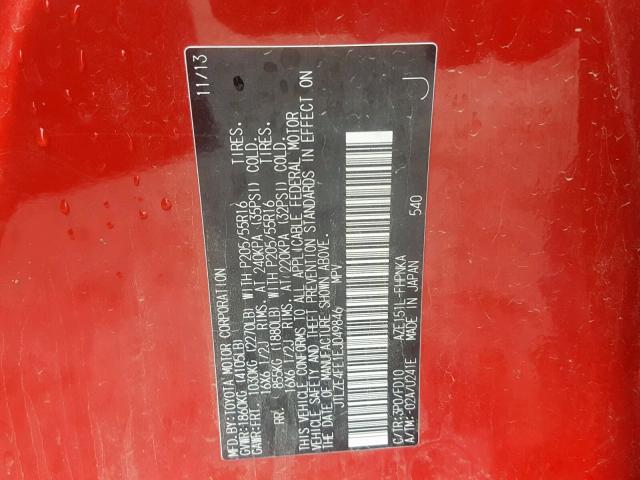 MFD.BY:TOYOTA MOTOR CORPORATION 11/13
GVWR:1860KG (4105LB)
GAWR:FRT. 1030KG (2270LB) WITH P205/55R16 TIRES.
16X6 1/2J RIMS. AT 240KPA (35PSI) COLD.
RR. 855KG (1880LB) WITH P205/55R16 TIRES.
16X6 1/2J RIMS. AT 220KPA (32PSI) COLD.
THIS VEHICLE CONFORMS TO ALL APPLICABLE FEDERAL MOTOR
VEHICLE SAFETY AND THEFT PREVENTION STANDARDS IN EFFECT ON
THE DATE OF MANUFACTURE SHOWN ABOVE.
JTLZE4FE1EJ049846 MPV
C/TR:3P0/FD10 AZE151L-FHPNKA
A/TM:-02A/U241E MADE IN JAPAN
540
J